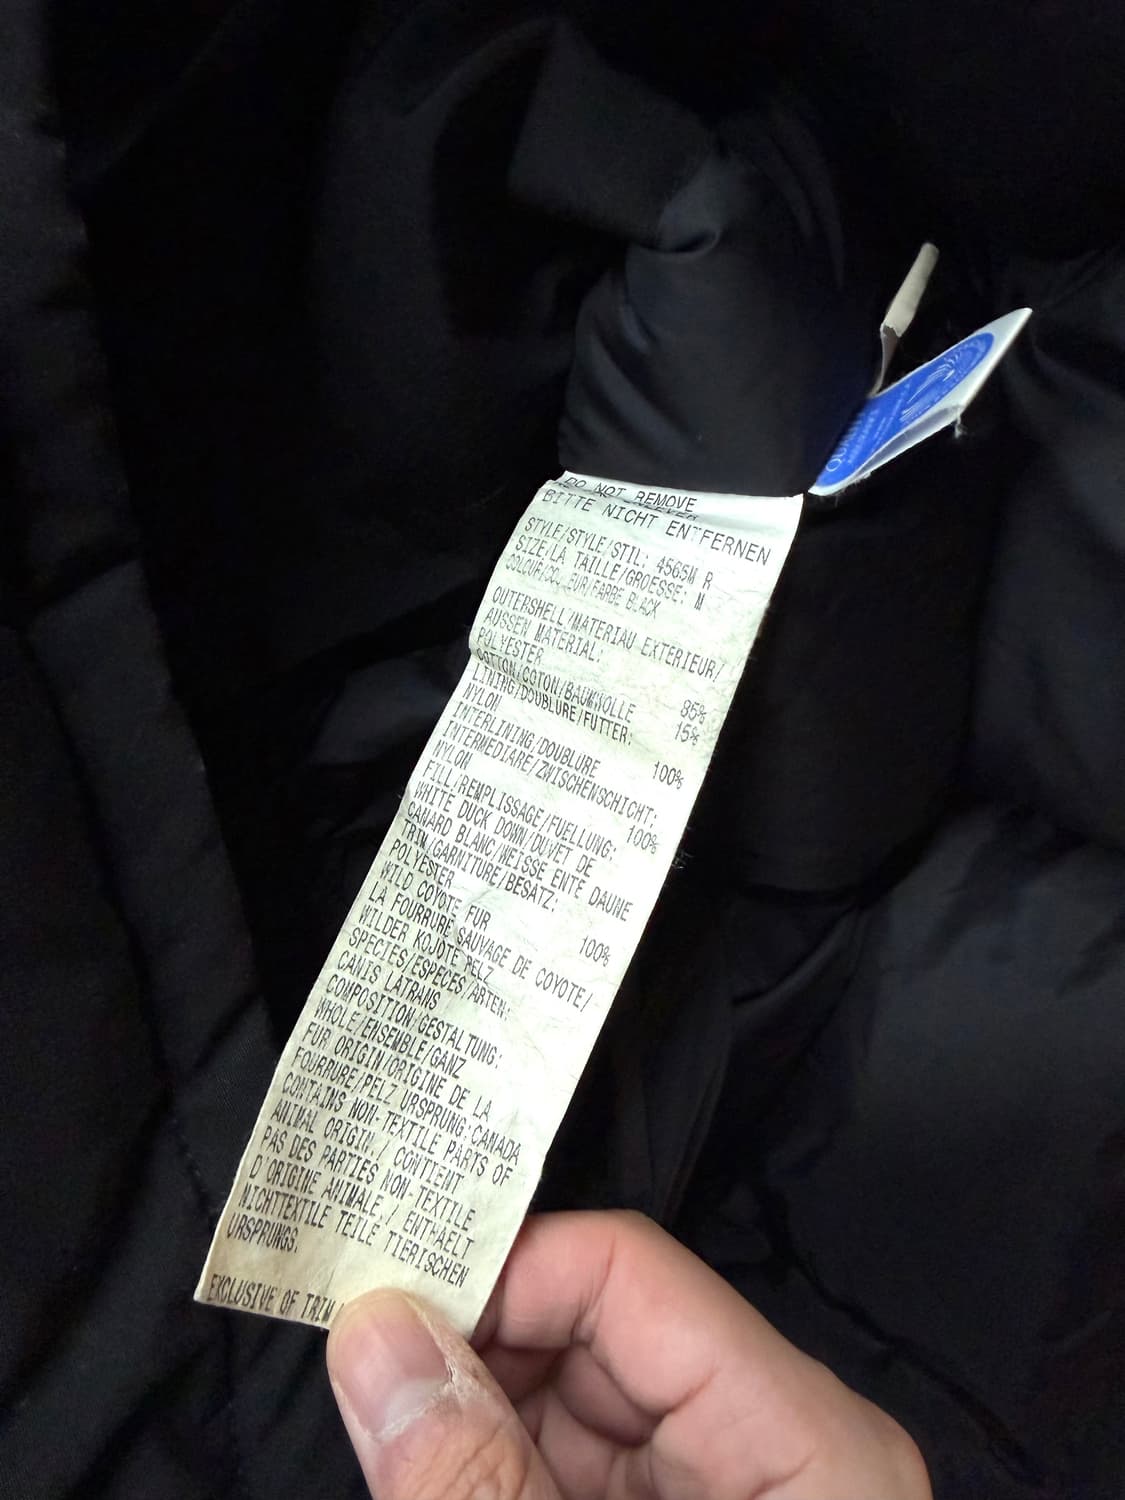 DO NOT REMOVE
BITTE NICHT ENTFERNEN
STYLE/STYLE/STIL: 4565M R
SIZE/LA TAILLE/GROESSE: M
COLOUR/COULEUR/FARBE BLACK
OUTERSHELL/MATERIAU EXTERIEUR/
AUSSEN MATERIAL:
POLYESTER 85%
COTTON/COTON/BAUMWOLLE 15%
LINING/DOUBLURE/FUTTER:
NYLON 100%
INTERLINING/DOUBLURE
INTERMEDIARE/ZWISCHENSCHICHT:
NYLON 100%
FILL/REMPLISSAGE/FUELLUNG:
WHITE DUCK DOWN/DUVET DE
CANARD BLANC/WEISSE ENTE DAUNE
TRIM/GARNITURE/BESATZ:
POLYESTER 100%
WILD COYOTE FUR
LA FOURRURE SAUVAGE DE COYOTE/
WILDER KOJOTE PELZ
SPECIES/ESPECES/ARTEN:
CANIS LATRANS
COMPOSITION/GESTALTUNG:
WHOLE/ENSEMBLE/GANZ
FUR ORIGIN/ORIGINE DE LA
FOURRURE/PELZ URSPRUNG:CANADA
CONTAINS NON-TEXTILE PARTS OF
ANIMAL ORIGIN / CONTIENT
PAS DES PARTIES NON-TEXTILE
D'ORIGINE ANIMALE / ENTHAELT
NICHTTEXTILE TEILE TIERISCHEN
URSPRUNGS.
EXCLUSIVE OF TRIM